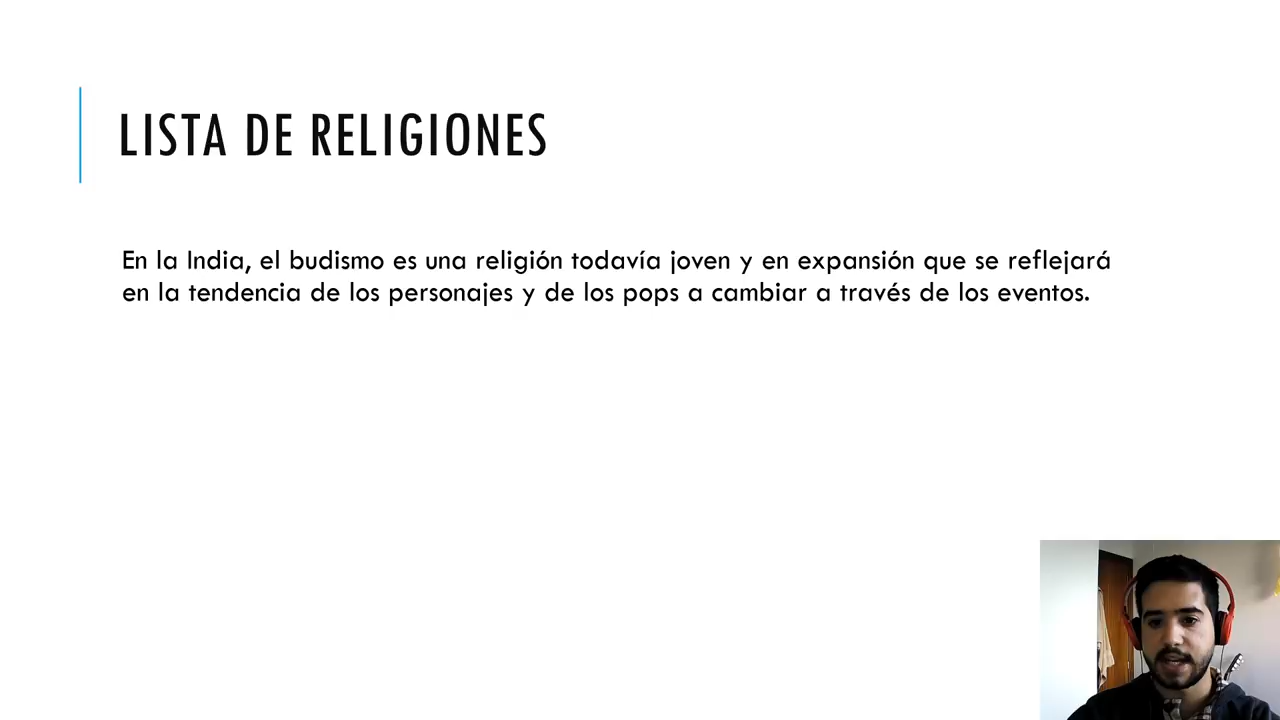 LISTA DE RELIGIONES
En la India, el budismo es una religión todavía joven y en expansión que se reflejará
en la tendencia de los personajes y de los pops a cambiar a través de los eventos.